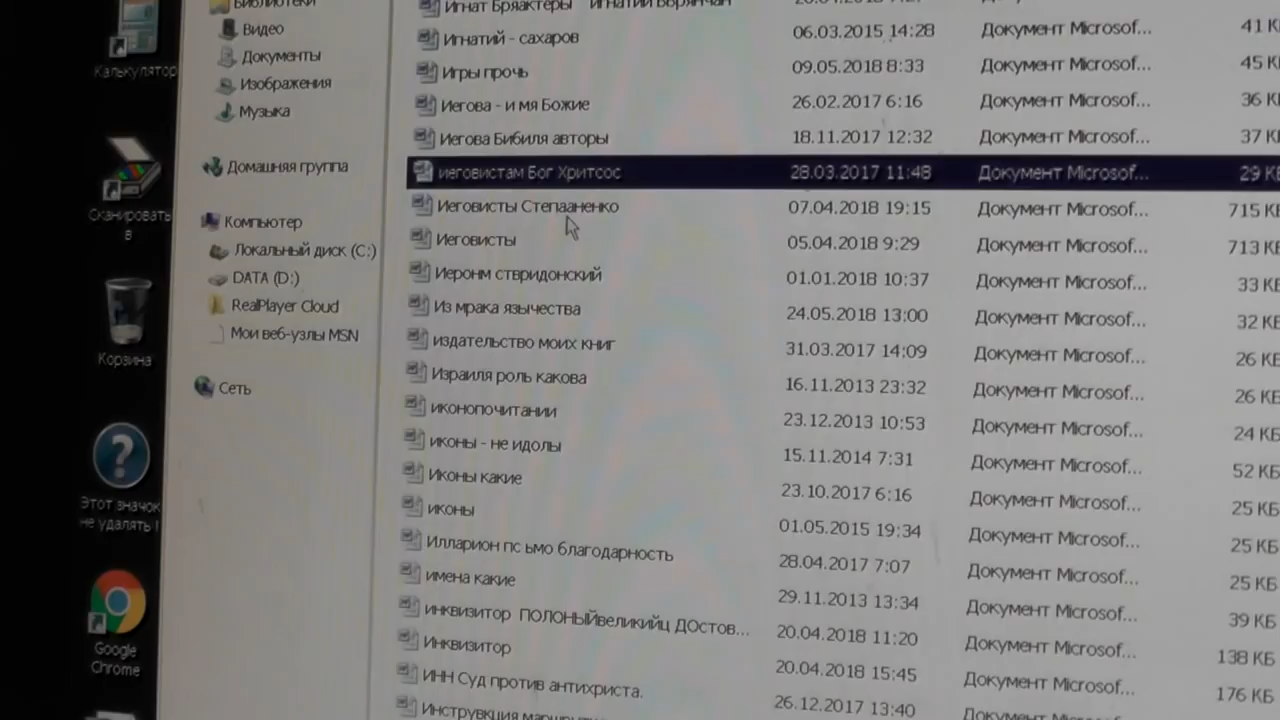 Калькулятор
Сканировать
в
Корзина
Этот значок
не удалять !
Google
Chrome
Библиотеки
Видео
Документы
Изображения
Музыка
Домашняя группа
Компьютер
Локальный диск (C:)
DATA (D:)
RealPlayer Cloud
Мои веб-узлы MSN
Сеть
Игнатий - сахаров 06.03.2015 14:28 Документ Microsof... 41 КБ
Игры прочь 09.05.2018 8:33 Документ Microsof... 45 КБ
Иегова - и мя Божие 26.02.2017 6:16 Документ Microsof... 36 КБ
Иегова Бибиля авторы 18.11.2017 12:32 Документ Microsof... 37 КБ
иеговистам Бог Хритсос 28.03.2017 11:48 Документ Microsof... 29 КБ
Иеговисты Степааненко 07.04.2018 19:15 Документ Microsof... 715 КБ
Иеговисты 05.04.2018 9:29 Документ Microsof... 713 КБ
Иеронм ствридонский 01.01.2018 10:37 Документ Microsof... 33 КБ
Из мрака язычества 24.05.2018 13:00 Документ Microsof... 32 КБ
издательство моих книг 31.03.2017 14:09 Документ Microsof... 26 КБ
Израиля роль какова 16.11.2013 23:32 Документ Microsof... 26 КБ
иконопочитании 23.12.2013 10:53 Документ Microsof... 24 КБ
иконы - не идолы 15.11.2014 7:31 Документ Microsof... 52 КБ
Иконы какие 23.10.2017 6:16 Документ Microsof... 25 КБ
иконы 01.05.2015 19:34 Документ Microsof... 25 КБ
Илларион пс ьмо благодарность 28.04.2017 7:07 Документ Microsof... 25 КБ
имена какие 29.11.2013 13:34 Документ Microsof... 39 КБ
инквизитор ПОЛОНЫЙвеликийц ДОстов... 20.04.2018 11:20 Документ Microsof... 138 КБ
Инквизитор 20.04.2018 15:45 Документ Microsof... 176 КБ
ИНН Суд против антихриста. 26.12.2017 13:40 Документ Microsof...